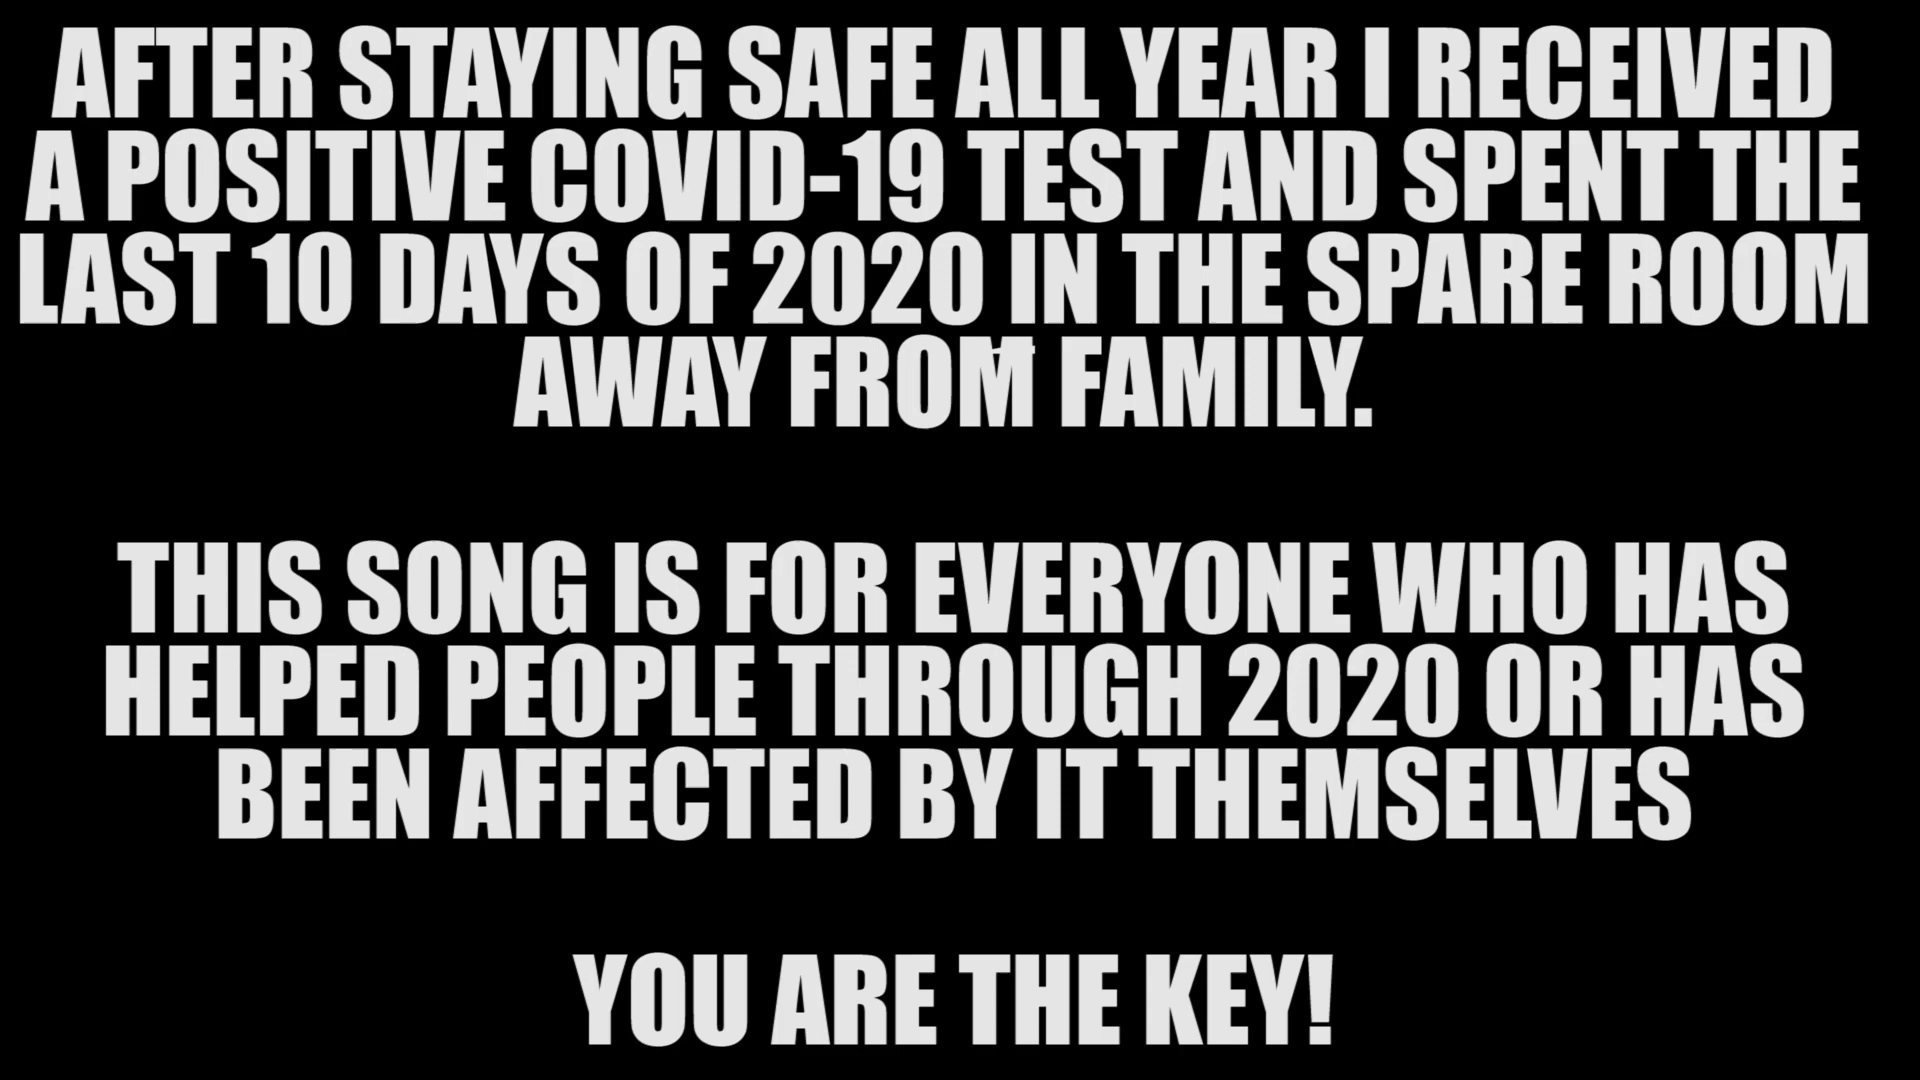 AFTER STAYING SAFE ALL YEAR I RECEIVED
A POSITIVE COVID-19 TEST AND SPENT THE
LAST 10 DAYS OF 2020 IN THE SPARE ROOM
AWAY FROM FAMILY.
THIS SONG IS FOR EVERYONE WHO HAS
HELPED PEOPLE THROUGH 2020 OR HAS
BEEN AFFECTED BY IT THEMSELVES
YOU ARE THE KEY!